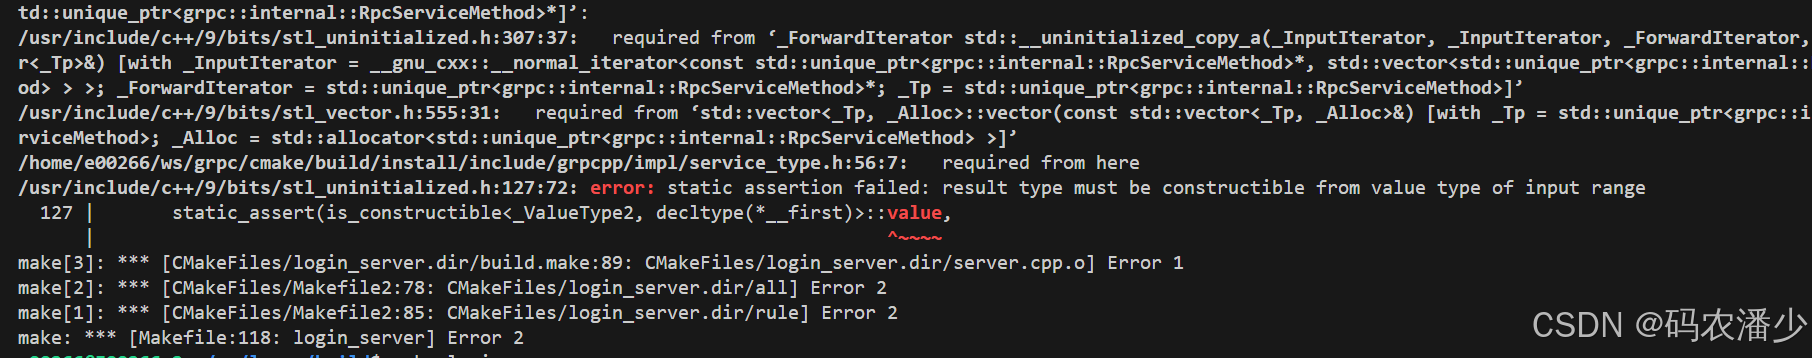 td::unique_ptr<grpc::internal::RpcServiceMethod>*]’:
/usr/include/c++/9/bits/stl_uninitialized.h:307:37:   required from ‘_ForwardIterator std::__uninitialized_copy_a(_InputIterator, _InputIterator, _ForwardIterator,
r<_Tp>&) [with _InputIterator = __gnu_cxx::__normal_iterator<const std::unique_ptr<grpc::internal::RpcServiceMethod>*, std::vector<std::unique_ptr<grpc::internal::
od> > >; _ForwardIterator = std::unique_ptr<grpc::internal::RpcServiceMethod>*; _Tp = std::unique_ptr<grpc::internal::RpcServiceMethod>]’
/usr/include/c++/9/bits/stl_vector.h:555:31:   required from ‘std::vector<_Tp, _Alloc>::vector(const std::vector<_Tp, _Alloc>&) [with _Tp = std::unique_ptr<grpc::i
rviceMethod>; _Alloc = std::allocator<std::unique_ptr<grpc::internal::RpcServiceMethod> >]’
/home/e00266/ws/grpc/cmake/build/install/include/grpcpp/impl/service_type.h:56:7:   required from here
/usr/include/c++/9/bits/stl_uninitialized.h:127:72: error: static assertion failed: result type must be constructible from value type of input range
  127 |       static_assert(is_constructible<_ValueType2, decltype(*__first)>::value,
      |                                                                        ^~~~~
make[3]: *** [CMakeFiles/login_server.dir/build.make:89: CMakeFiles/login_server.dir/server.cpp.o] Error 1
make[2]: *** [CMakeFiles/Makefile2:78: CMakeFiles/login_server.dir/all] Error 2
make[1]: *** [CMakeFiles/Makefile2:85: CMakeFiles/login_server.dir/rule] Error 2
make: *** [Makefile:118: login_server] Error 2
CSDN @码农潘少